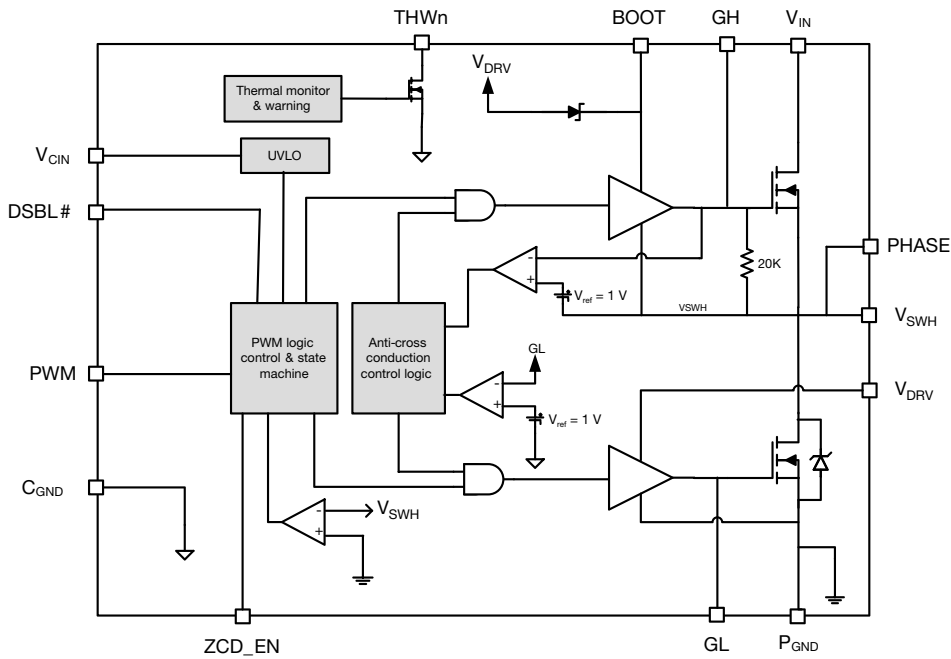 THWn
BOOT
GH
VIN
VDRV
Thermal monitor
& warning
VCIN
UVLO
DSBL#
PHASE
20K
-
+
Vref = 1 V
VSWH
VSWH
PWM logic
control & state
machine
Anti-cross
conduction
control logic
GL
PWM
-
+
VDRV
Vref = 1 V
CGND
-
+
VSWH
ZCD_EN
GL
PGND